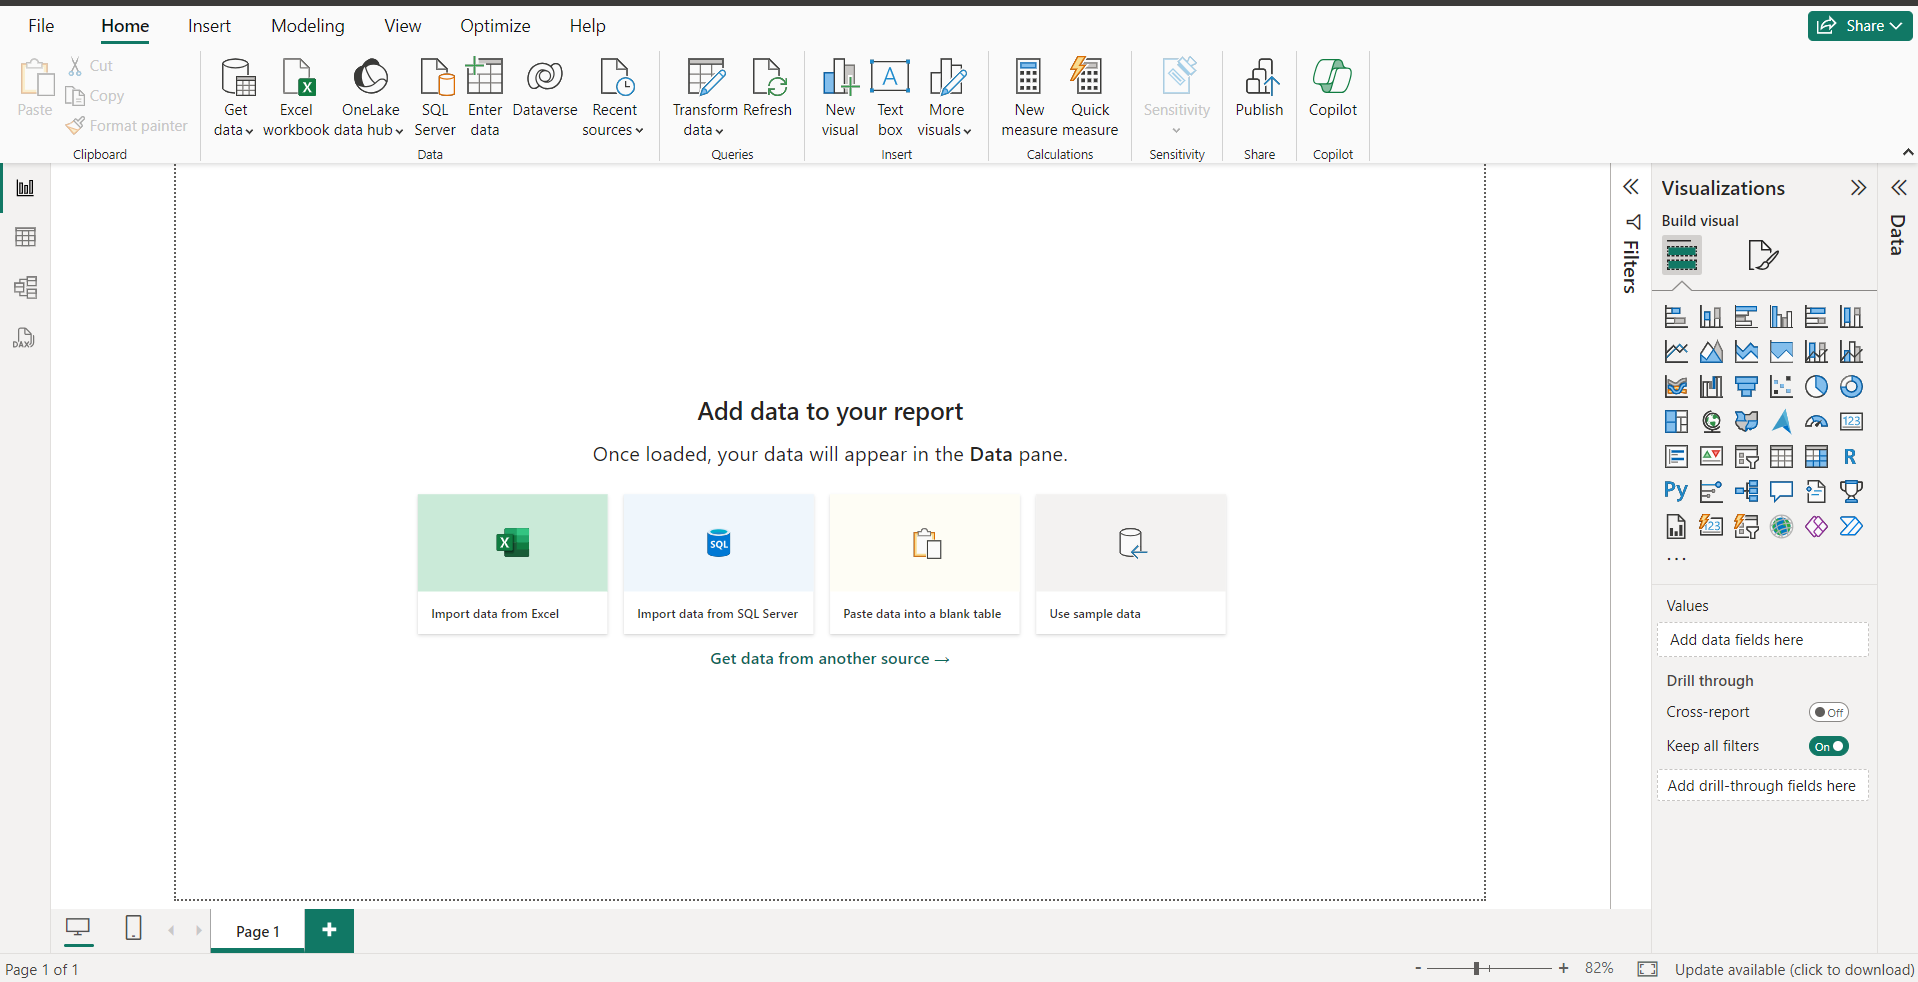 File Home Insert Modeling View Optimize Help
Share
Paste
Cut
Copy
Format painter
Clipboard
Get
data
Excel
workbook
OneLake
data hub
SQL
Server
Enter
data
Dataverse
Recent
sources
Data
Transform
data
Refresh
Queries
New
visual
A
Text
box
More
visuals
Insert
New
measure
Quick
measure
Calculations
Sensitivity
Sensitivity
Publish
Share
Copilot
Copilot
DAX
Add data to your report
Once loaded, your data will appear in the Data pane.
X
Import data from Excel
SQL
Import data from SQL Server
Paste data into a blank table
Use sample data
Get data from another source →
Filters
Visualizations
Build visual
123
R
Py
123
...
Values
Add data fields here
Drill through
Cross-report
Off
Keep all filters
On
Add drill-through fields here
Data
Page 1
+
Page 1 of 1
- + 82%
Update available (click to download)